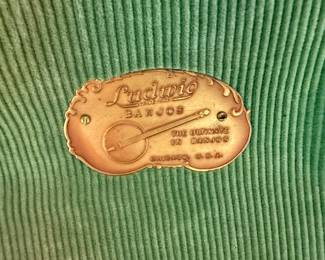 Ludwig
BANJOS
THE ULTIMATE
IN BANJOS
CHICAGO, U.S.A.